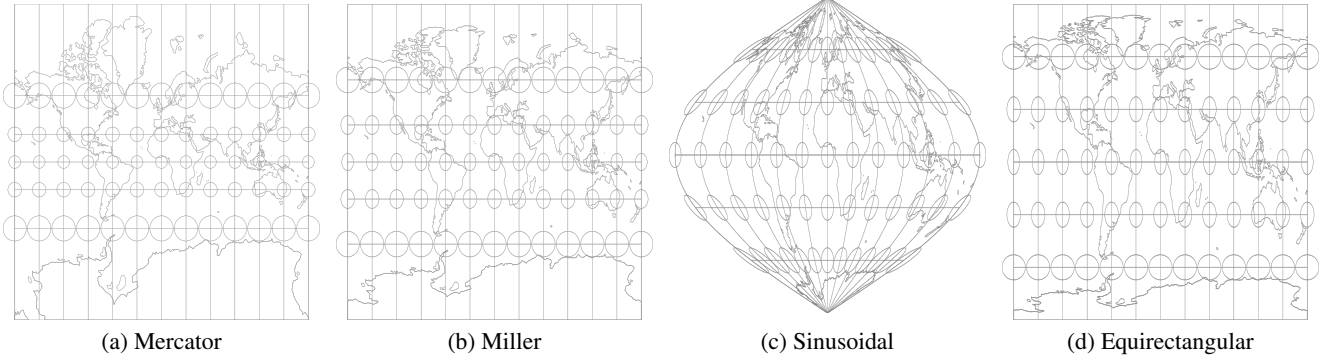 (a) Mercator
(b) Miller
(c) Sinusoidal
(d) Equirectangular